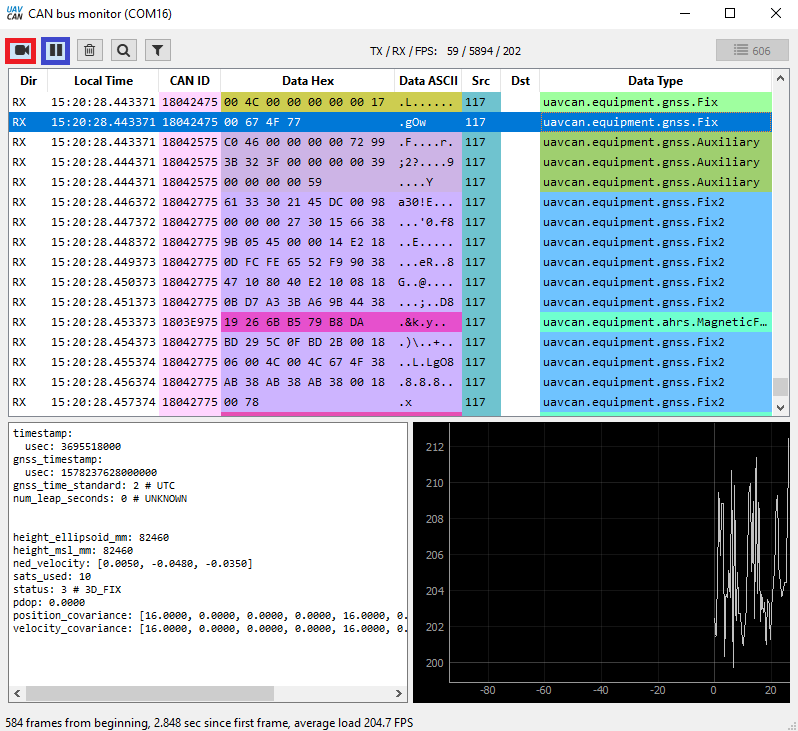 UAV
CAN CAN bus monitor (COM16)
TX / RX / FPS: 59 / 5894 / 202
606
Dir Local Time CAN ID Data Hex Data ASCII Src Dst Data Type
RX 15:20:28.443371 18042475 00 4C 00 00 00 00 00 17 .L...... 117 uavcan.equipment.gnss.Fix
RX 15:20:28.443371 18042475 00 67 4F 77 .gOw 117 uavcan.equipment.gnss.Fix
RX 15:20:28.443371 18042575 C0 46 00 00 00 00 72 99 .F....r. 117 uavcan.equipment.gnss.Auxiliary
RX 15:20:28.444371 18042575 3B 32 3F 00 00 00 00 39 ;2?....9 117 uavcan.equipment.gnss.Auxiliary
RX 15:20:28.444371 18042575 00 00 00 00 59 ....Y 117 uavcan.equipment.gnss.Auxiliary
RX 15:20:28.446372 18042775 61 33 30 21 45 DC 00 98 a30!E... 117 uavcan.equipment.gnss.Fix2
RX 15:20:28.447372 18042775 00 00 00 27 30 15 66 38 ...'0.f8 117 uavcan.equipment.gnss.Fix2
RX 15:20:28.448372 18042775 9B 05 45 00 00 14 E2 18 ..E..... 117 uavcan.equipment.gnss.Fix2
RX 15:20:28.449373 18042775 0D FC FE 65 52 F9 90 38 ...eR..8 117 uavcan.equipment.gnss.Fix2
RX 15:20:28.450373 18042775 47 10 80 40 E2 10 08 18 G..@.... 117 uavcan.equipment.gnss.Fix2
RX 15:20:28.451373 18042775 0B D7 A3 3B A6 9B 44 38 ...;..D8 117 uavcan.equipment.gnss.Fix2
RX 15:20:28.453373 1803E975 19 26 6B B5 79 B8 DA .&k.y.. 117 uavcan.equipment.ahrs.MagneticF…
RX 15:20:28.454373 18042775 BD 29 5C 0F BD 2B 00 18 .)\..+.. 117 uavcan.equipment.gnss.Fix2
RX 15:20:28.455374 18042775 06 00 4C 00 4C 67 4F 38 ..L.LgO8 117 uavcan.equipment.gnss.Fix2
RX 15:20:28.456374 18042775 AB 38 AB 38 AB 38 00 18 .8.8.8.. 117 uavcan.equipment.gnss.Fix2
RX 15:20:28.457374 18042775 00 78 .x 117 uavcan.equipment.gnss.Fix2
timestamp:
usec: 3695518000
gnss_timestamp:
usec: 1578237628000000
gnss_time_standard: 2 # UTC
num_leap_seconds: 0 # UNKNOWN
height_ellipsoid_mm: 82460
height_msl_mm: 82460
ned_velocity: [0.0050, -0.0480, -0.0350]
sats_used: 10
status: 3 # 3D_FIX
pdop: 0.0000
position_covariance: [16.0000, 0.0000, 0.0000, 0.0000, 16.0000, 0.
velocity_covariance: [16.0000, 0.0000, 0.0000, 0.0000, 16.0000, 0.
212
210
208
206
204
202
200
-80 -60 -40 -20 0 20
584 frames from beginning, 2.848 sec since first frame, average load 204.7 FPS